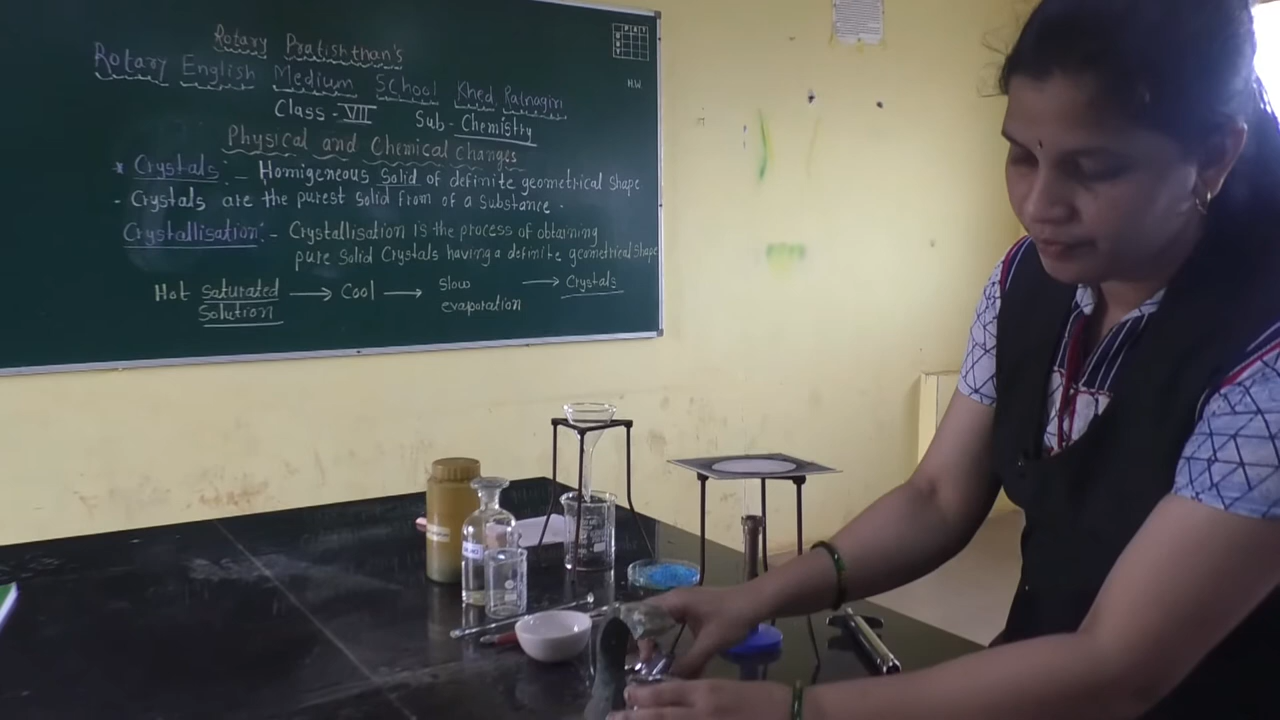 Rotary Pratishthan's
Rotary English Medium School Khed, Ratnagiri
Class - VII Sub - Chemistry
Physical and Chemical Changes
* Crystals :- Homigeneous Solid of definite geometrical shape
- Crystals are the purest Solid from of a Substance.
Crystallisation :- Crystallisation is the process of obtaining
pure Solid Crystals having a definite geometrical Shape
Hot Saturated Solution → Cool → Slow evaporation → Crystals
P A T
H.W